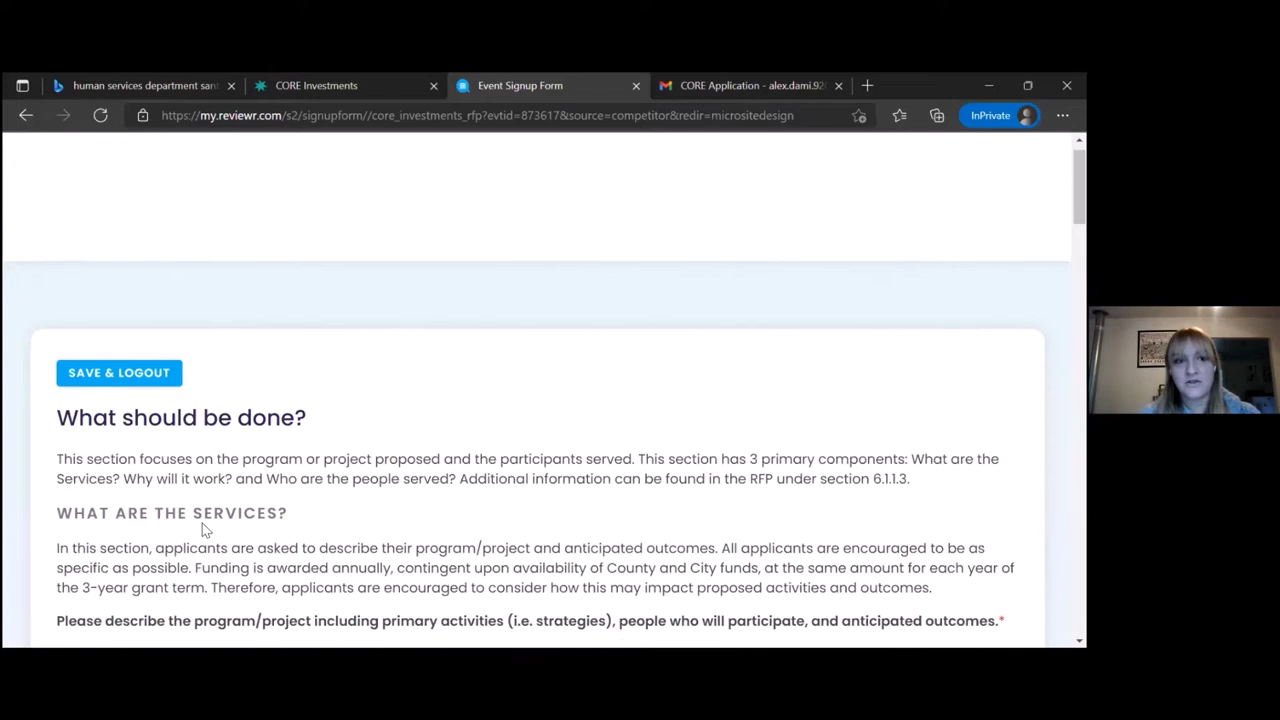 human services department sant
CORE Investments
Event Signup Form
CORE Application - alex.dami.92
https://my.reviewr.com/s2/signupform//core_investments_rfp?evtid=873617&source=competitor&redir=micrositedesign
InPrivate
SAVE & LOGOUT
What should be done?
This section focuses on the program or project proposed and the participants served. This section has 3 primary components: What are the
Services? Why will it work? and Who are the people served? Additional information can be found in the RFP under section 6.1.1.3.
WHAT ARE THE SERVICES?
In this section, applicants are asked to describe their program/project and anticipated outcomes. All applicants are encouraged to be as
specific as possible. Funding is awarded annually, contingent upon availability of County and City funds, at the same amount for each year of
the 3-year grant term. Therefore, applicants are encouraged to consider how this may impact proposed activities and outcomes.
Please describe the program/project including primary activities (i.e. strategies), people who will participate, and anticipated outcomes.*